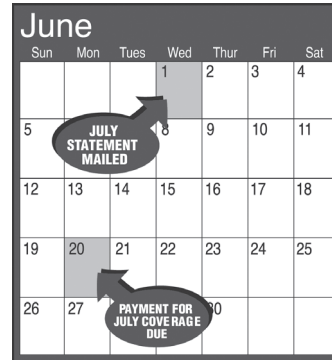 June
Sun Mon Tues Wed Thur Fri Sat
1 2 3 4
JULY
STATEMENT
MAILED
5 8 9 10 11
12 13 14 15 16 17 18
19 20 21 22 23 24 25
PAYMENT FOR
JULY COVERAGE
DUE
26 27 30